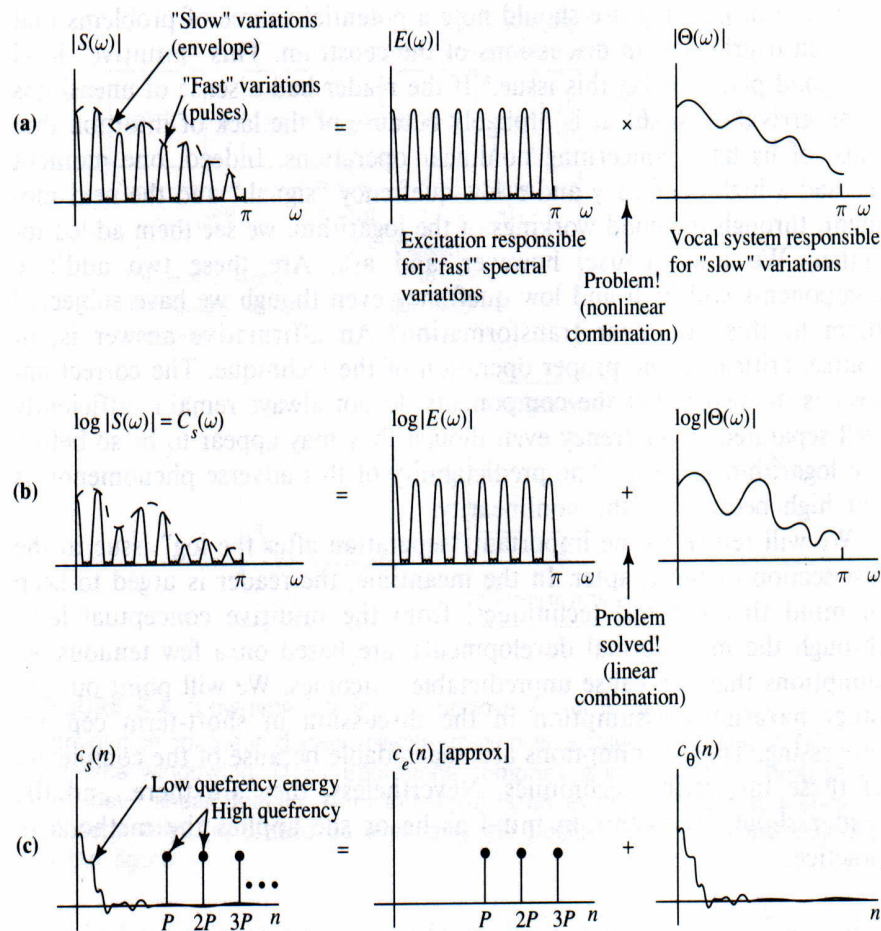 "Slow" variations
(envelope)
|S(ω)|
|E(ω)|
|Θ(ω)|
"Fast" variations
(pulses)
(a)
=
×
π ω
π ω
π ω
Excitation responsible
for "fast" spectral
variations
Vocal system responsible
for "slow" variations
Problem!
(nonlinear
combination)
log |S(ω)| = C_s(ω)
log|E(ω)|
log|Θ(ω)|
(b)
=
+
π ω
π ω
π ω
Problem
solved!
(linear
combination)
c_s(n)
c_e(n) [approx]
c_θ(n)
Low quefrency energy
High quefrency
(c)
=
+
P 2P 3P n
P 2P 3P n
n